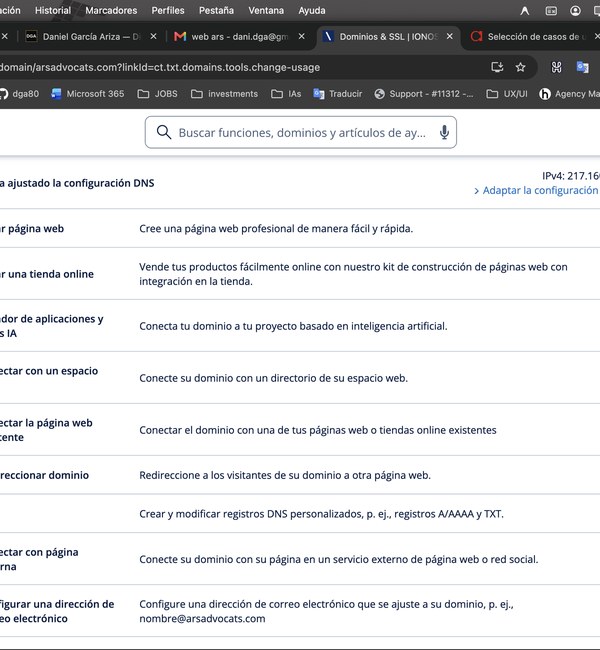 ación Historial Marcadores Perfiles Pestaña Ventana Ayuda
DGA Daniel García Ariza — Di web ars - dani.dga@gm Dominios & SSL | IONOS Selección de casos de u
domain/arsadvocats.com?linkId=ct.txt.domains.tools.change-usage
dga80 Microsoft 365 JOBS investments IAs Traducir Support - #11312 -... UX/UI Agency Ma
Buscar funciones, dominios y artículos de ay...
a ajustado la configuración DNS
IPv4: 217.16
Adaptar la configuración
ar página web
Cree una página web profesional de manera fácil y rápida.
ar una tienda online
Vende tus productos fácilmente online con nuestro kit de construcción de páginas web con
integración en la tienda.
ador de aplicaciones y
s IA
Conecta tu dominio a tu proyecto basado en inteligencia artificial.
ectar con un espacio
Conecte su dominio con un directorio de su espacio web.
ectar la página web
tente
Conectar el dominio con una de tus páginas web o tiendas online existentes
reccionar dominio
Redireccione a los visitantes de su dominio a otra página web.
Crear y modificar registros DNS personalizados, p. ej., registros A/AAAA y TXT.
ectar con página
rna
Conecte su dominio con su página en un servicio externo de página web o red social.
figurar una dirección de
eo electrónico
Configure una dirección de correo electrónico que se ajuste a su dominio, p. ej.,
nombre@arsadvocats.com